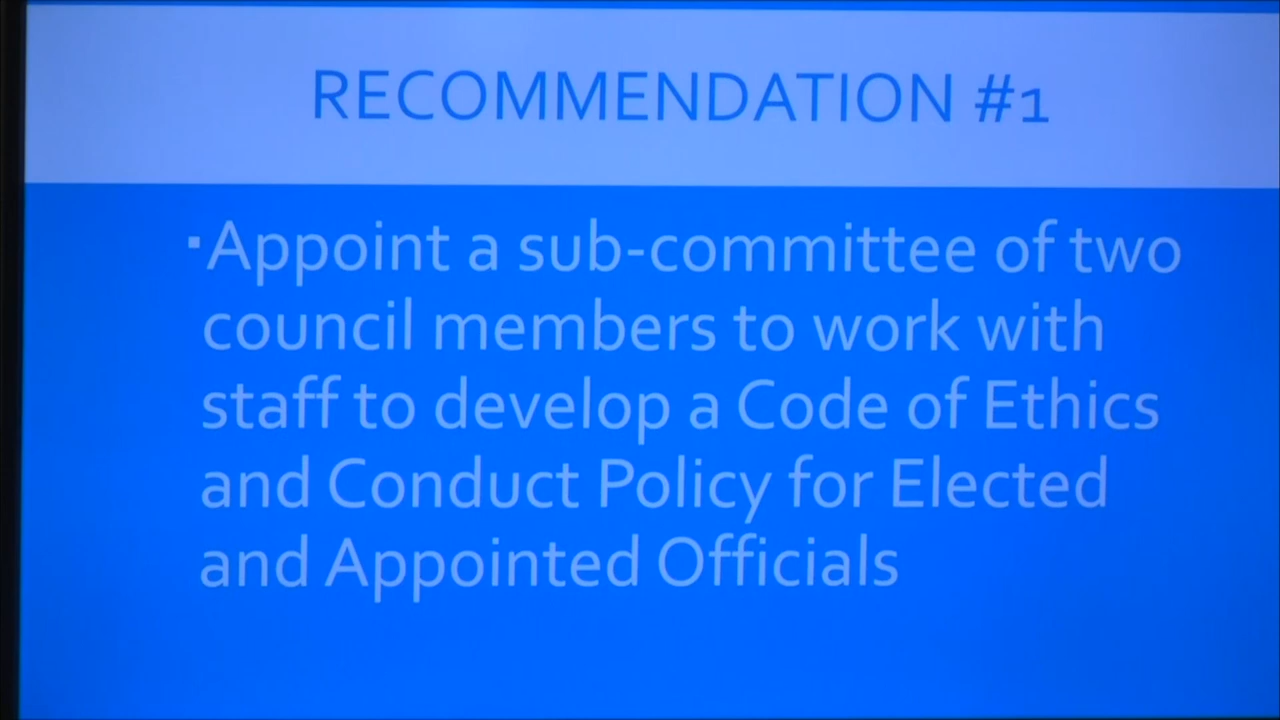 RECOMMENDATION #1
▪Appoint a sub-committee of two
council members to work with
staff to develop a Code of Ethics
and Conduct Policy for Elected
and Appointed Officials